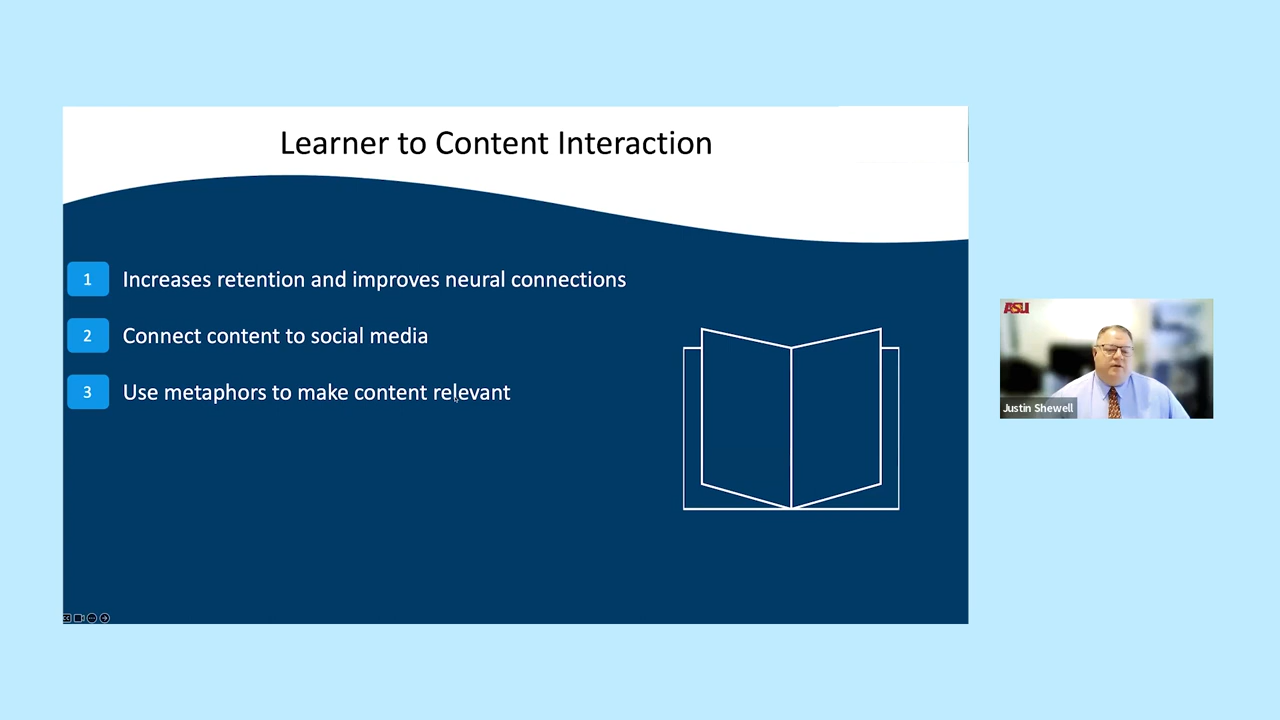 Learner to Content Interaction
1 Increases retention and improves neural connections
2 Connect content to social media
3 Use metaphors to make content relevant
ASU
Justin Shewell